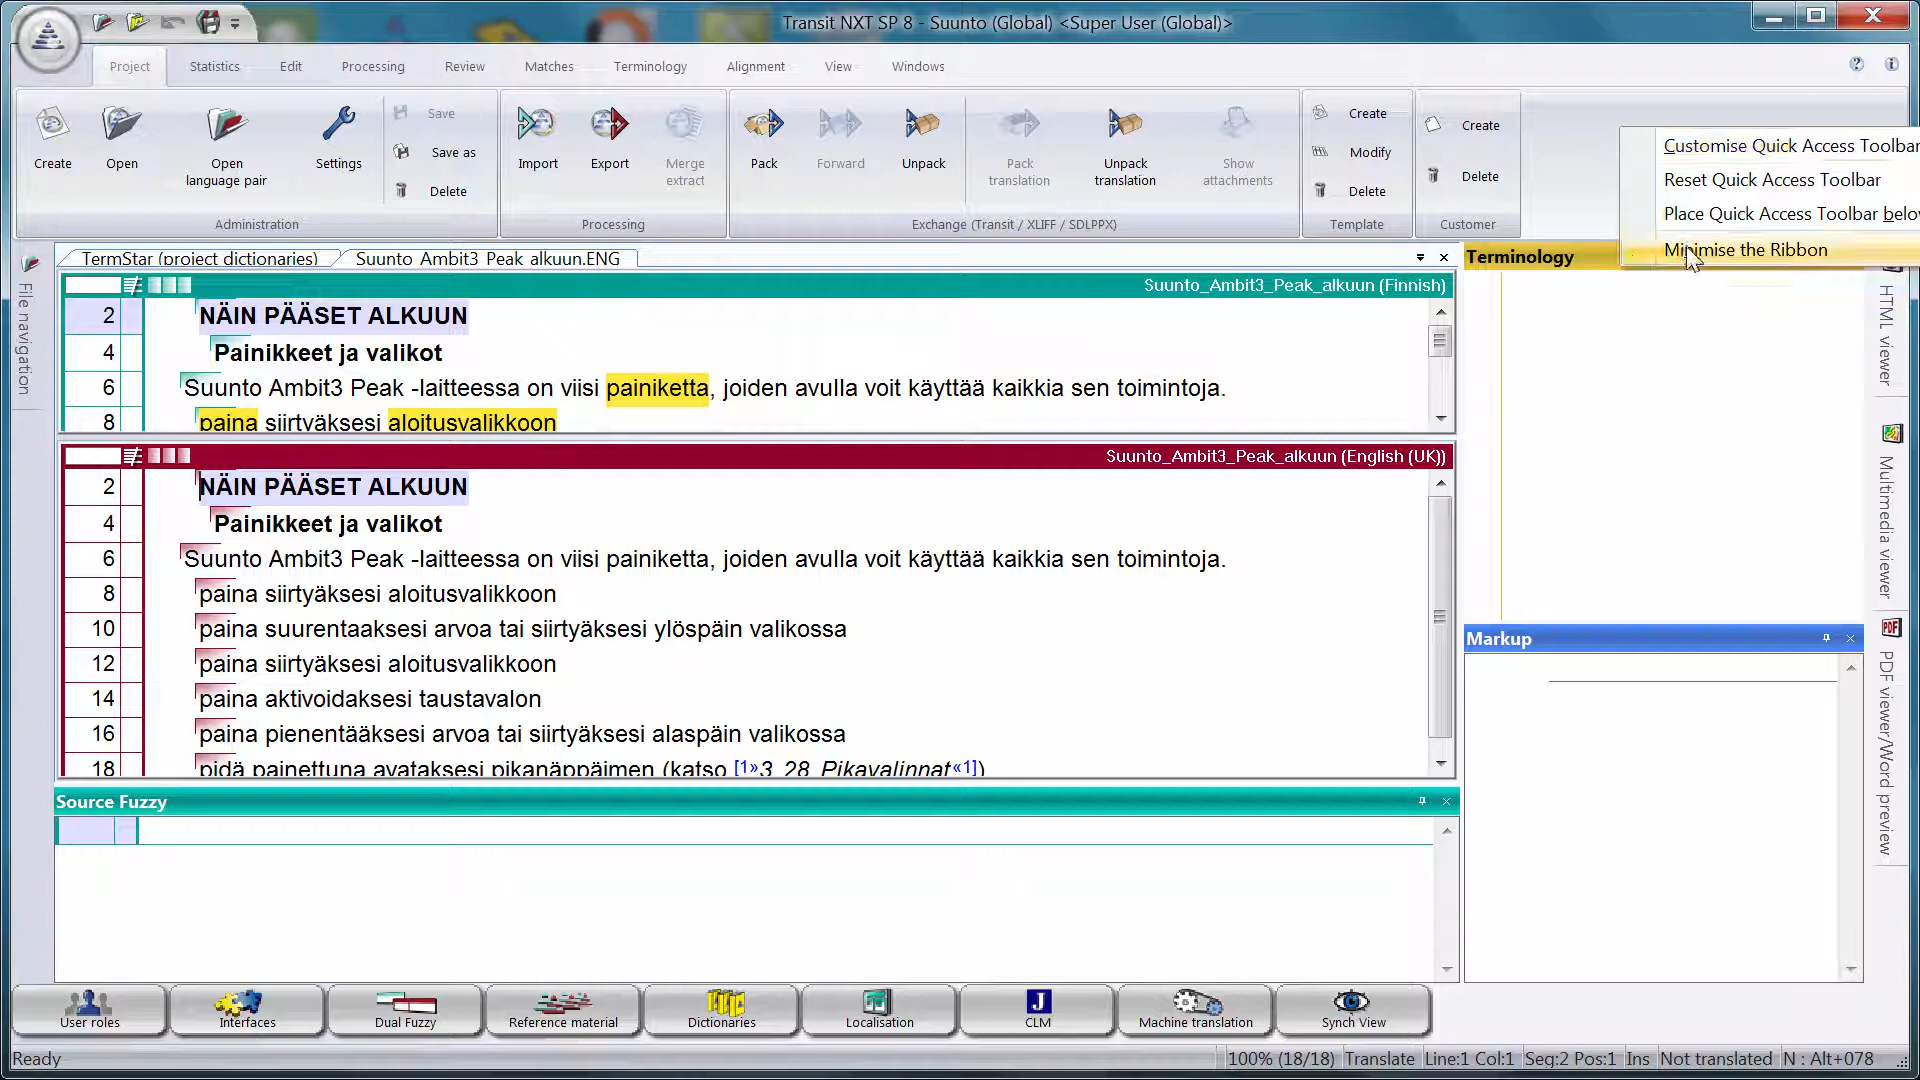 Transit NXT SP 8 - Suunto (Global) <Super User (Global)>
Project Statistics Edit Processing Review Matches Terminology Alignment View Windows
Create
Open
Open language pair
Settings
Save
Save as
Delete
Administration
Import
Export
Merge extract
Processing
Pack
Forward
Unpack
Pack translation
Unpack translation
Show attachments
Exchange (Transit / XLIFF / SDLPPX)
Create
Modify
Delete
Template
Create
Delete
Customer
Customise Quick Access Toolbar
Reset Quick Access Toolbar
Place Quick Access Toolbar below
Minimise the Ribbon
File navigation
TermStar (project dictionaries)
Suunto Ambit3 Peak alkuun.ENG
Suunto_Ambit3_Peak_alkuun (Finnish)
2 NÄIN PÄÄSET ALKUUN
4 Painikkeet ja valikot
6 Suunto Ambit3 Peak -laitteessa on viisi painiketta, joiden avulla voit käyttää kaikkia sen toimintoja.
8 paina siirtyäksesi aloitusvalikkoon
Suunto_Ambit3_Peak_alkuun (English (UK))
2 NÄIN PÄÄSET ALKUUN
4 Painikkeet ja valikot
6 Suunto Ambit3 Peak -laitteessa on viisi painiketta, joiden avulla voit käyttää kaikkia sen toimintoja.
8 paina siirtyäksesi aloitusvalikkoon
10 paina suurentaaksesi arvoa tai siirtyäksesi ylöspäin valikossa
12 paina siirtyäksesi aloitusvalikkoon
14 paina aktivoidaksesi taustavalon
16 paina pienentääksesi arvoa tai siirtyäksesi alaspäin valikossa
18 pidä painettuna avataksesi pikanäppäimen (katso [1»3 28 Pikavalinnat«1])
Source Fuzzy
Terminology
Markup
HTML viewer
Multimedia viewer
PDF
PDF viewer/Word preview
User roles
Interfaces
Dual Fuzzy
Reference material
Dictionaries
Localisation
J
CLM
Machine translation
Synch View
Ready
100% (18/18) Translate Line:1 Col:1 Seg:2 Pos:1 Ins Not translated N : Alt+078